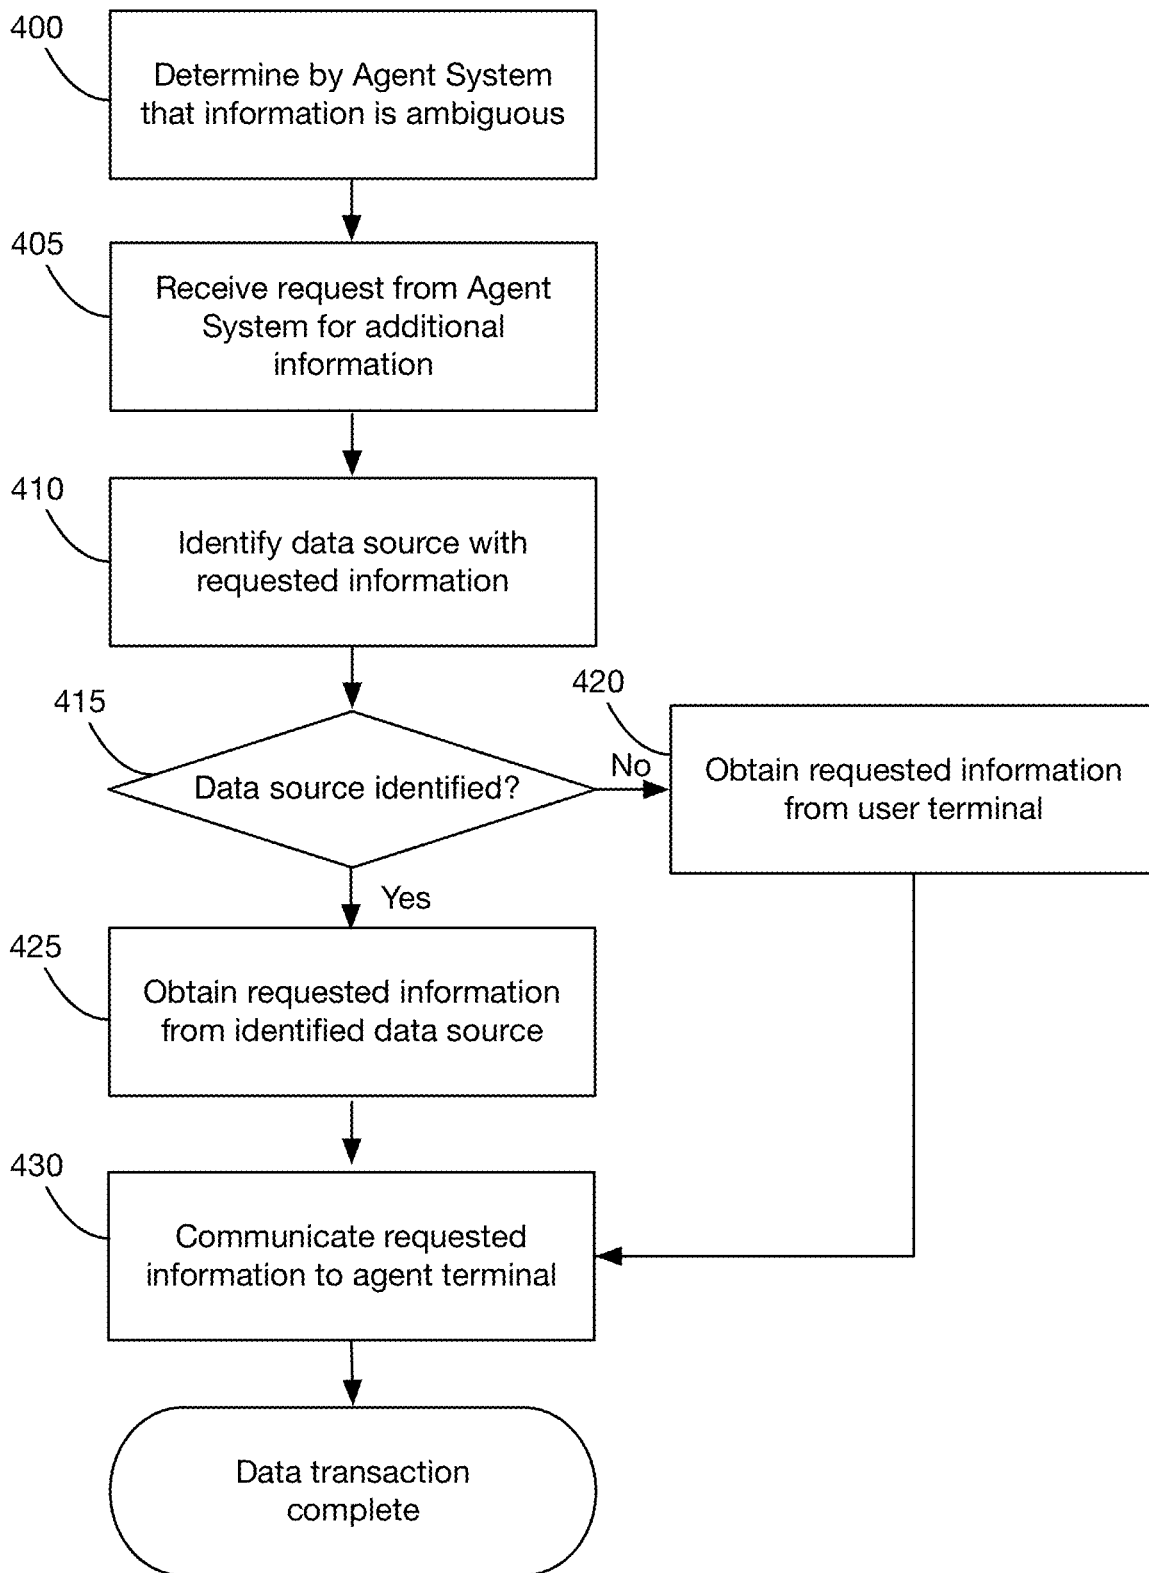 400
Determine by Agent System
that information is ambiguous
405
Receive request from Agent
System for additional
information
410
Identify data source with
requested information
415
Data source identified?
No
420
Obtain requested information
from user terminal
Yes
425
Obtain requested information
from identified data source
430
Communicate requested
information to agent terminal
Data transaction
complete